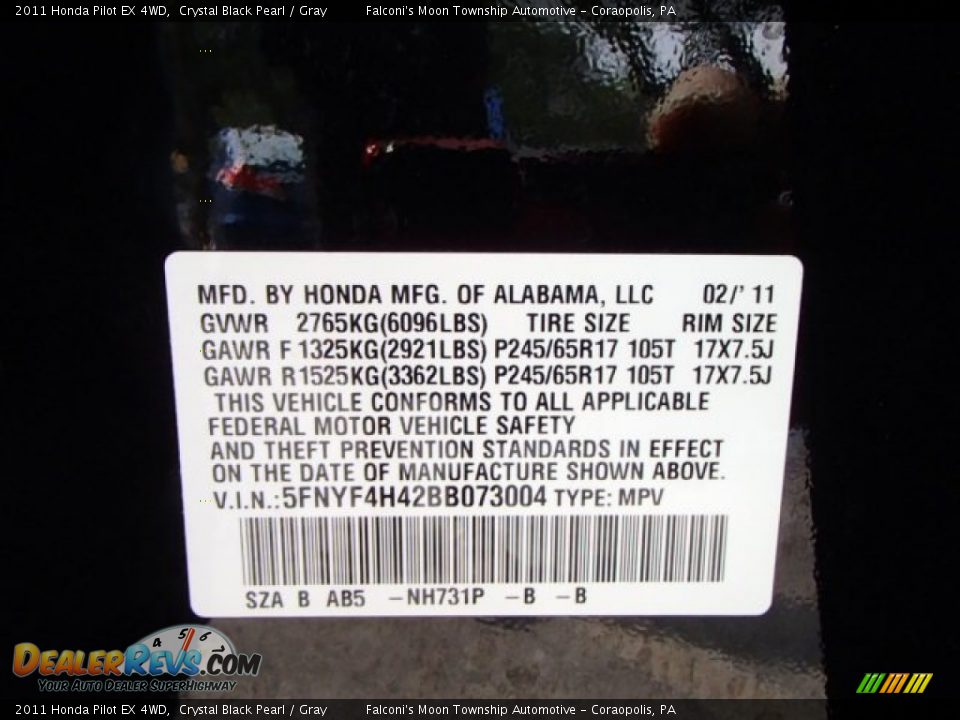 2011 Honda Pilot EX 4WD, Crystal Black Pearl / Gray Falconi's Moon Township Automotive - Coraopolis, PA
MFD. BY HONDA MFG. OF ALABAMA, LLC 02/' 11
GVWR 2765KG(6096LBS) TIRE SIZE RIM SIZE
GAWR F 1325KG(2921LBS) P245/65R17 105T 17X7.5J
GAWR R 1525KG(3362LBS) P245/65R17 105T 17X7.5J
THIS VEHICLE CONFORMS TO ALL APPLICABLE
FEDERAL MOTOR VEHICLE SAFETY
AND THEFT PREVENTION STANDARDS IN EFFECT
ON THE DATE OF MANUFACTURE SHOWN ABOVE.
V.I.N.: 5FNYF4H42BB073004 TYPE: MPV
SZA B AB5 -NH731P -B -B
4 5 6
DEALERREVS.COM
YOUR AUTO DEALER SUPERHIGHWAY
2011 Honda Pilot EX 4WD, Crystal Black Pearl / Gray Falconi's Moon Township Automotive - Coraopolis, PA